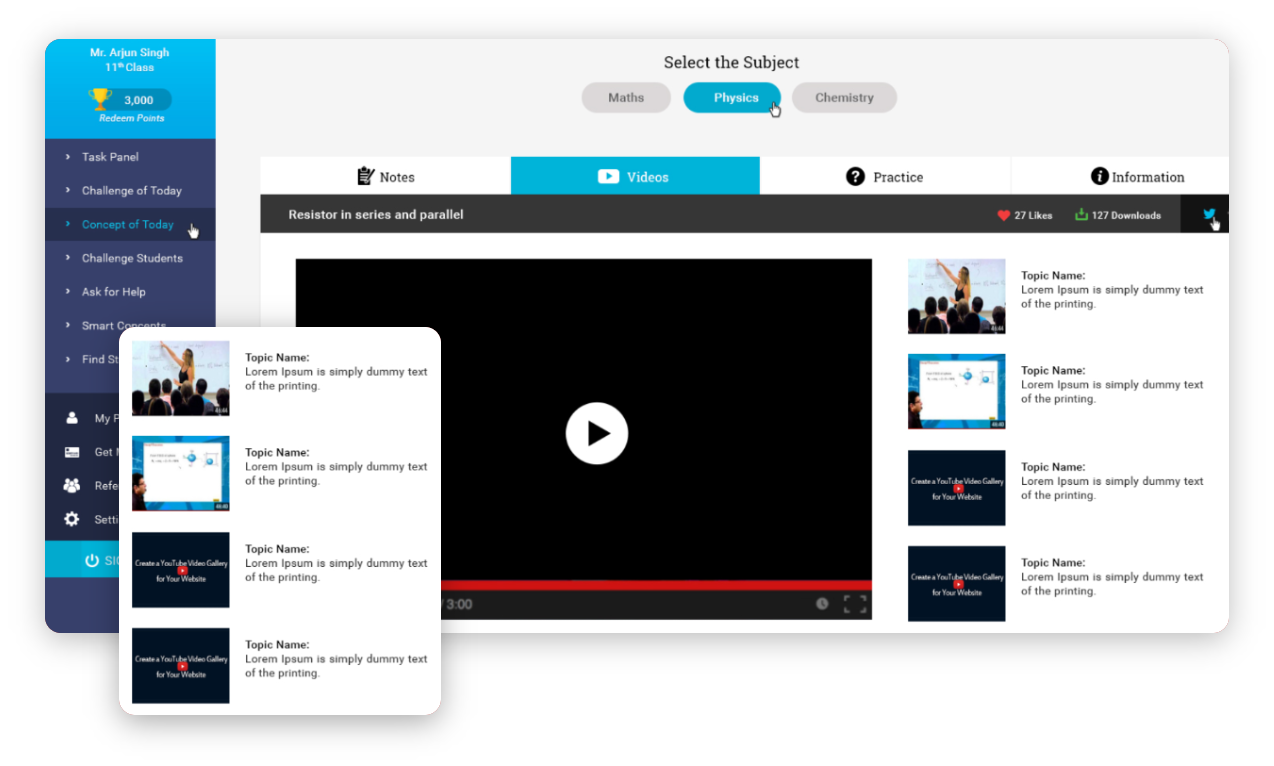 Mr. Arjun Singh
11th Class
3,000
Redeem Points
Task Panel
Challenge of Today
Concept of Today
Challenge Students
Ask for Help
Smart Concepts
Find St
My P
Get
Refe
Setti
Select the Subject
Maths
Physics
Chemistry
Notes
Videos
Practice
Information
Resistor in series and parallel
27 Likes
127 Downloads
/ 3:00
Topic Name:
Lorem Ipsum is simply dummy text
of the printing.
Topic Name:
Lorem Ipsum is simply dummy text
of the printing.
Create a YouTube Video Gallery
for Your Website
Topic Name:
Lorem Ipsum is simply dummy text
of the printing.
Create a YouTube Video Gallery
for Your Website
Topic Name:
Lorem Ipsum is simply dummy text
of the printing.
Topic Name:
Lorem Ipsum is simply dummy text
of the printing.
Topic Name:
Lorem Ipsum is simply dummy text
of the printing.
Create a YouTube Video Gallery
for Your Website
Topic Name:
Lorem Ipsum is simply dummy text
of the printing.
Create a YouTube Video Gallery
for Your Website
Topic Name:
Lorem Ipsum is simply dummy text
of the printing.